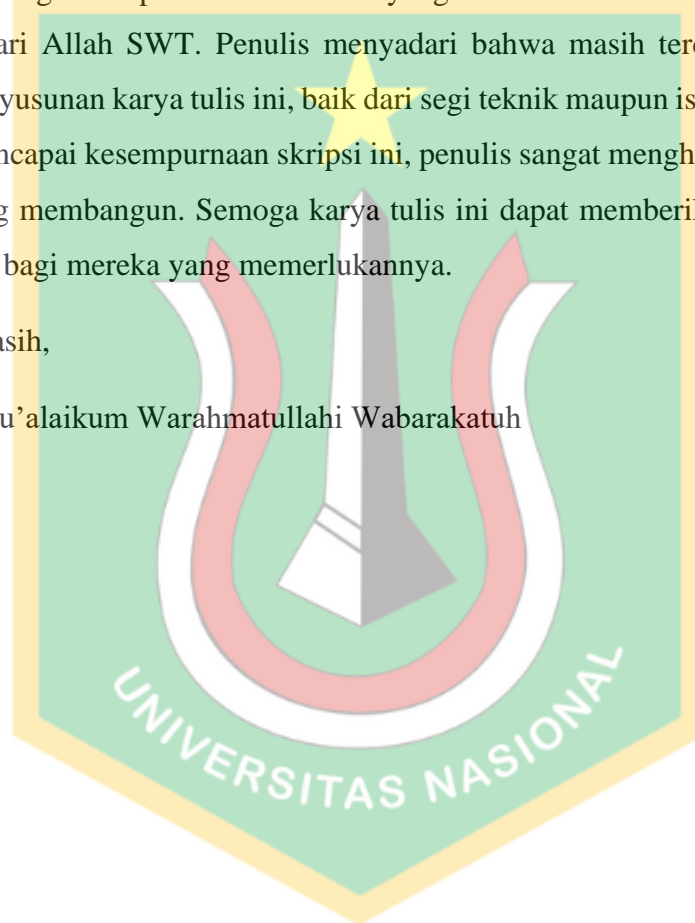 ari Allah SWT. Penulis menyadari bahwa masih terd
yusunan karya tulis ini, baik dari segi teknik maupun is
ncapai kesempurnaan skripsi ini, penulis sangat mengh
g membangun. Semoga karya tulis ini dapat memberil
bagi mereka yang memerlukannya.
asih,
u’alaikum Warahmatullahi Wabarakatuh
UNIVERSITAS NASIONAL